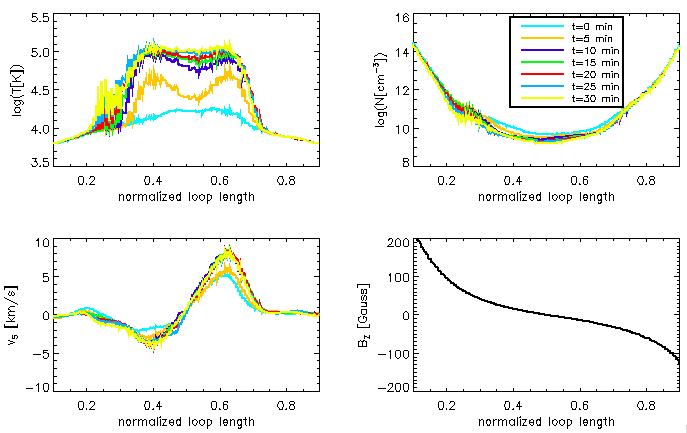 5.5
5.0
4.5
4.0
3.5
log(T[K])
0.2 0.4 0.6 0.8
normalized loop length
16
14
12
10
8
log(N[cm⁻³])
t=0 min
t=5 min
t=10 min
t=15 min
t=20 min
t=25 min
t=30 min
0.2 0.4 0.6 0.8
normalized loop length
10
5
0
-5
-10
vₛ [km/s]
0.2 0.4 0.6 0.8
normalized loop length
200
100
0
-100
-200
B_z [Gauss]
0.2 0.4 0.6 0.8
normalized loop length